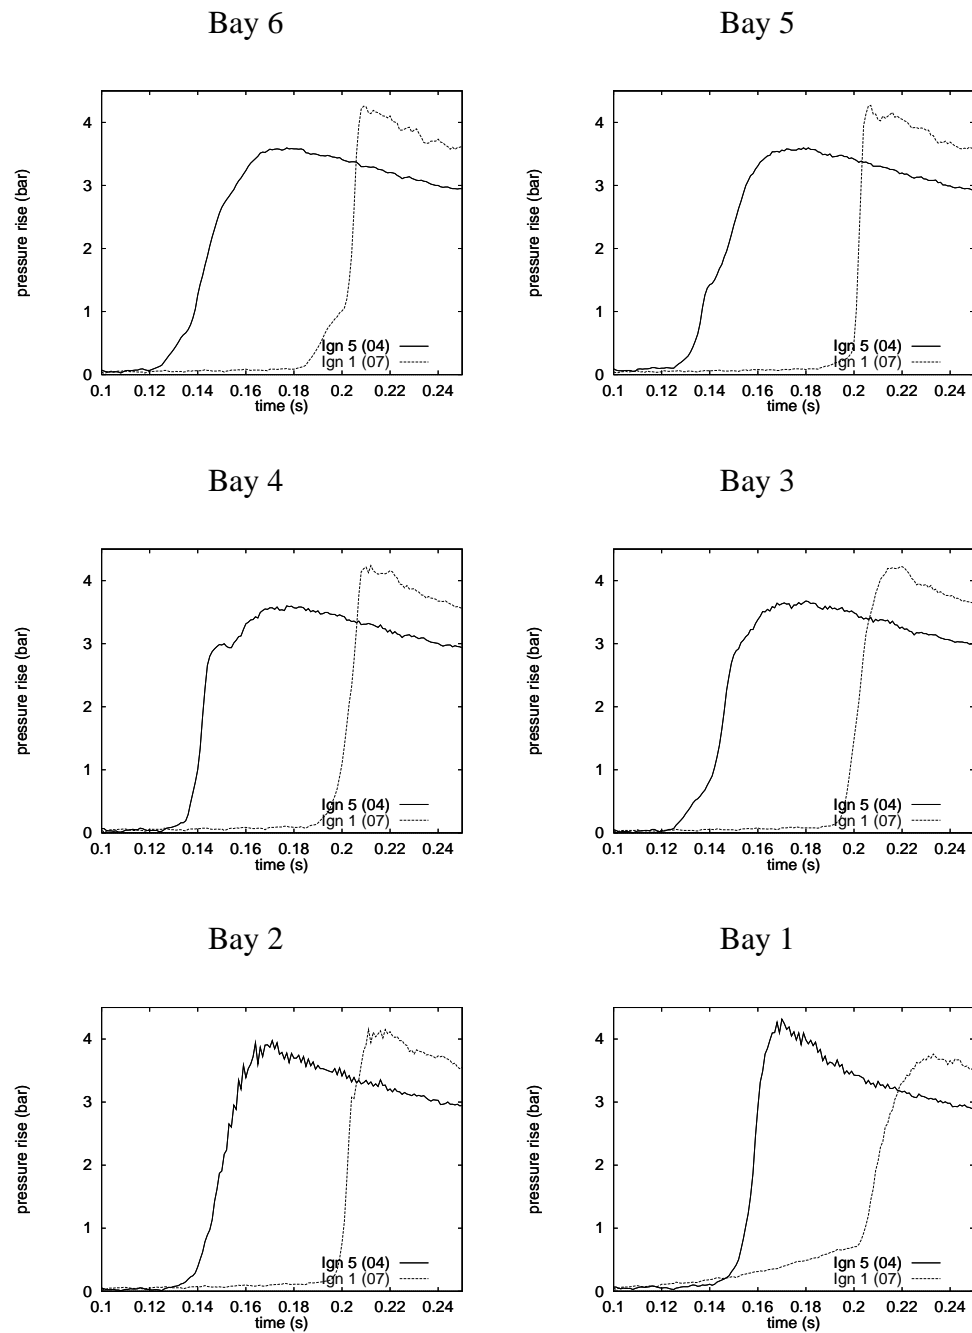 Bay 6
Bay 5
4
3
2
1
0
pressure rise (bar)
Ign 5 (04)
Ign 1 (07)
0.1 0.12 0.14 0.16 0.18 0.2 0.22 0.24
time (s)
4
3
2
1
0
pressure rise (bar)
Ign 5 (04)
Ign 1 (07)
0.1 0.12 0.14 0.16 0.18 0.2 0.22 0.24
time (s)
Bay 4
Bay 3
4
3
2
1
0
pressure rise (bar)
Ign 5 (04)
Ign 1 (07)
0.1 0.12 0.14 0.16 0.18 0.2 0.22 0.24
time (s)
4
3
2
1
0
pressure rise (bar)
Ign 5 (04)
Ign 1 (07)
0.1 0.12 0.14 0.16 0.18 0.2 0.22 0.24
time (s)
Bay 2
Bay 1
4
3
2
1
0
pressure rise (bar)
Ign 5 (04)
Ign 1 (07)
0.1 0.12 0.14 0.16 0.18 0.2 0.22 0.24
time (s)
4
3
2
1
0
pressure rise (bar)
Ign 5 (04)
Ign 1 (07)
0.1 0.12 0.14 0.16 0.18 0.2 0.22 0.24
time (s)